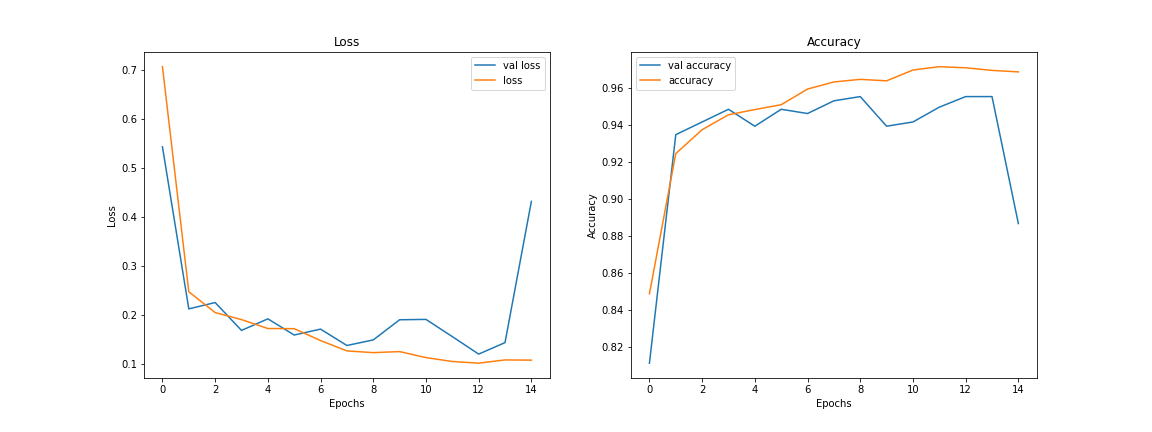 Loss
val loss
loss
0.7
0.6
0.5
0.4
0.3
0.2
0.1
Loss
0 2 4 6 8 10 12 14
Epochs
Accuracy
val accuracy
accuracy
0.96
0.94
0.92
0.90
0.88
0.86
0.84
0.82
Accuracy
0 2 4 6 8 10 12 14
Epochs